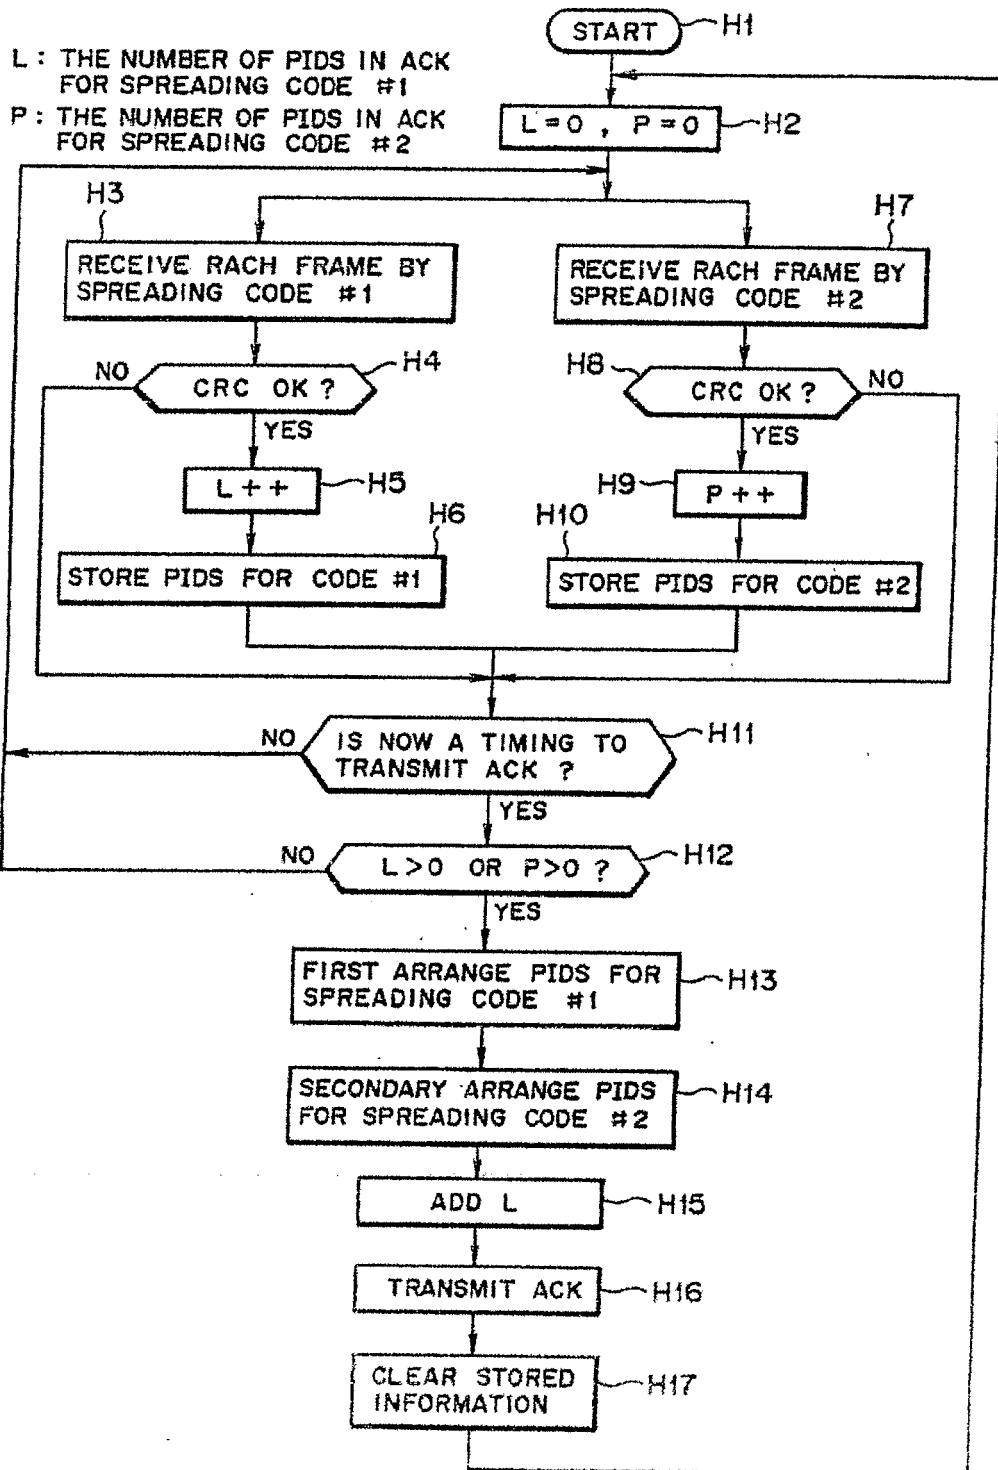 START
H1
L : THE NUMBER OF PIDS IN ACK
FOR SPREADING CODE #1
P : THE NUMBER OF PIDS IN ACK
FOR SPREADING CODE #2
L=0 , P=0
H2
H3
RECEIVE RACH FRAME BY
SPREADING CODE #1
H7
RECEIVE RACH FRAME BY
SPREADING CODE #2
NO
CRC OK ?
H4
YES
H8
CRC OK ?
NO
YES
L++
H5
H9
P++
H6
STORE PIDS FOR CODE #1
H10
STORE PIDS FOR CODE #2
NO
IS NOW A TIMING TO
TRANSMIT ACK ?
H11
YES
NO
L>0 OR P>0 ?
H12
YES
FIRST ARRANGE PIDS FOR
SPREADING CODE #1
H13
SECONDARY ARRANGE PIDS
FOR SPREADING CODE #2
H14
ADD L
H15
TRANSMIT ACK
H16
CLEAR STORED
INFORMATION
H17